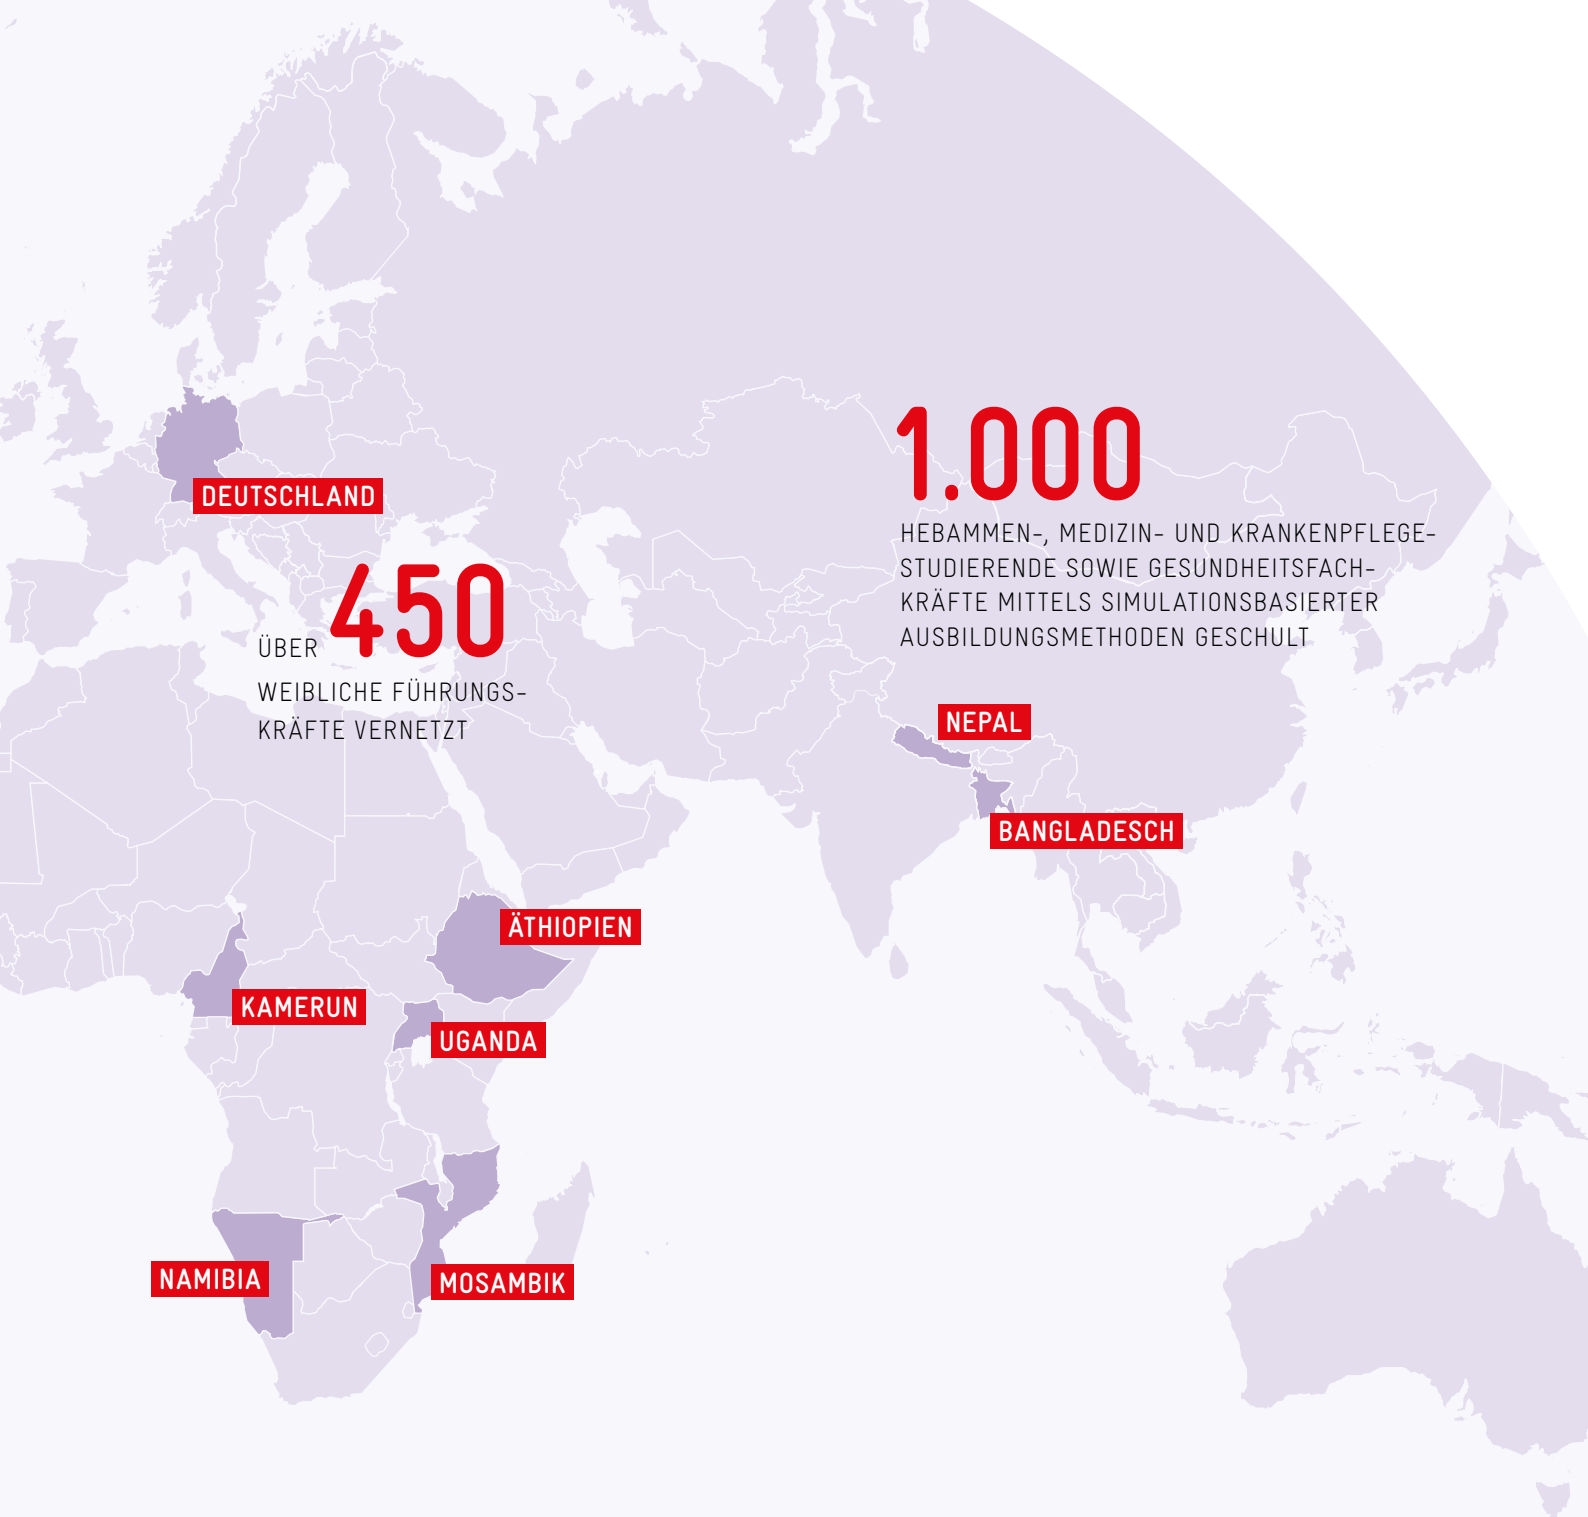 1.000
HEBAMMEN-, MEDIZIN- UND KRANKENPFLEGE-
STUDIERENDE SOWIE GESUNDHEITSFACH-
KRÄFTE MITTELS SIMULATIONSBASIERTER
AUSBILDUNGSMETHODEN GESCHULT
DEUTSCHLAND
ÜBER 450
WEIBLICHE FÜHRUNGS-
KRÄFTE VERNETZT
NEPAL
BANGLADESCH
ÄTHIOPIEN
KAMERUN
UGANDA
NAMIBIA
MOSAMBIK